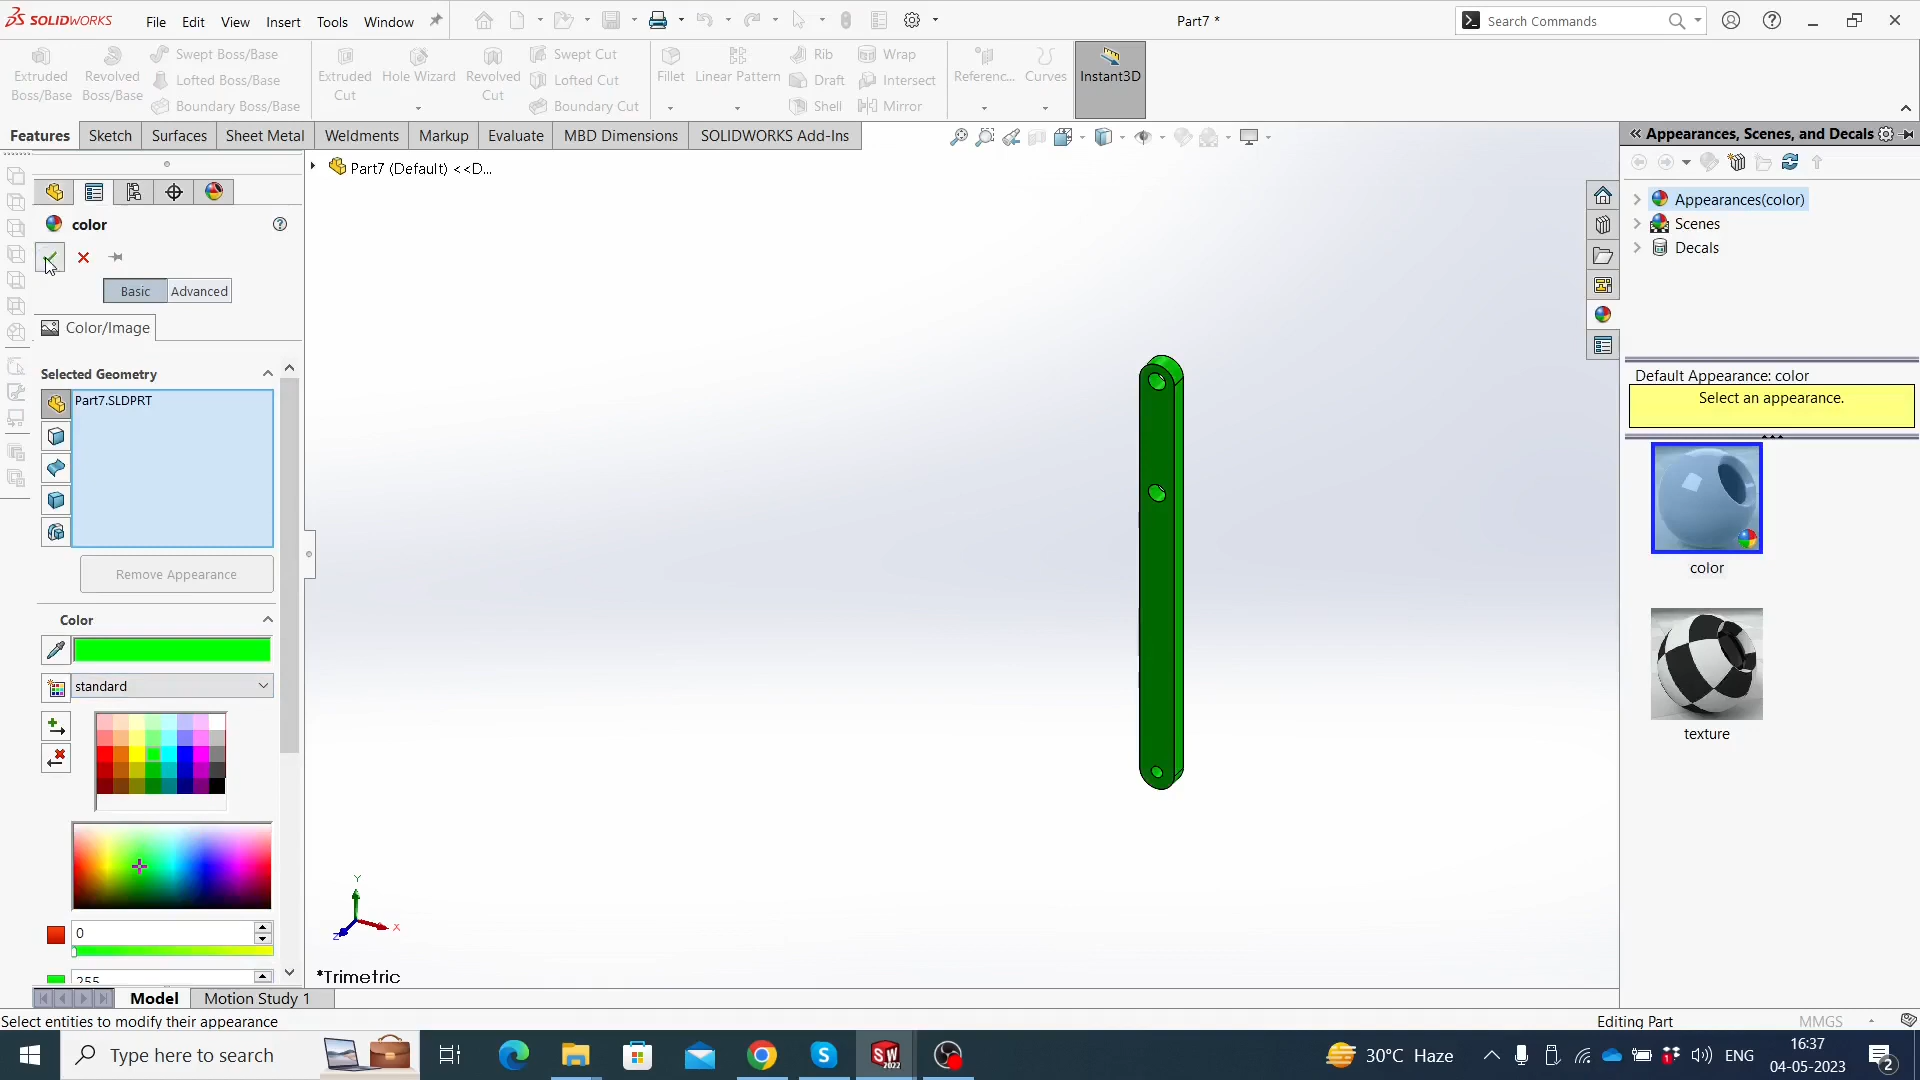 SOLIDWORKS File Edit View Insert Tools Window Part7 * Search Commands
Extruded Boss/Base
Revolved Boss/Base
Swept Boss/Base
Lofted Boss/Base
Boundary Boss/Base
Extruded Cut
Hole Wizard
Revolved Cut
Swept Cut
Lofted Cut
Boundary Cut
Fillet
Linear Pattern
Rib
Draft
Shell
Wrap
Intersect
Mirror
Referenc...
Curves
Instant3D
Features Sketch Surfaces Sheet Metal Weldments Markup Evaluate MBD Dimensions SOLIDWORKS Add-Ins
Part7 (Default) <<D...
color
Basic Advanced
Color/Image
Selected Geometry
Part7.SLDPRT
Remove Appearance
Color
standard
0
255
Y
X
Z
*Trimetric
Appearances, Scenes, and Decals
Appearances(color)
Scenes
Decals
Default Appearance: color
Select an appearance.
color
texture
Model Motion Study 1
Select entities to modify their appearance Editing Part MMGS
Type here to search
SW
2022
30°C Haze
ENG
16:37
04-05-2023
2